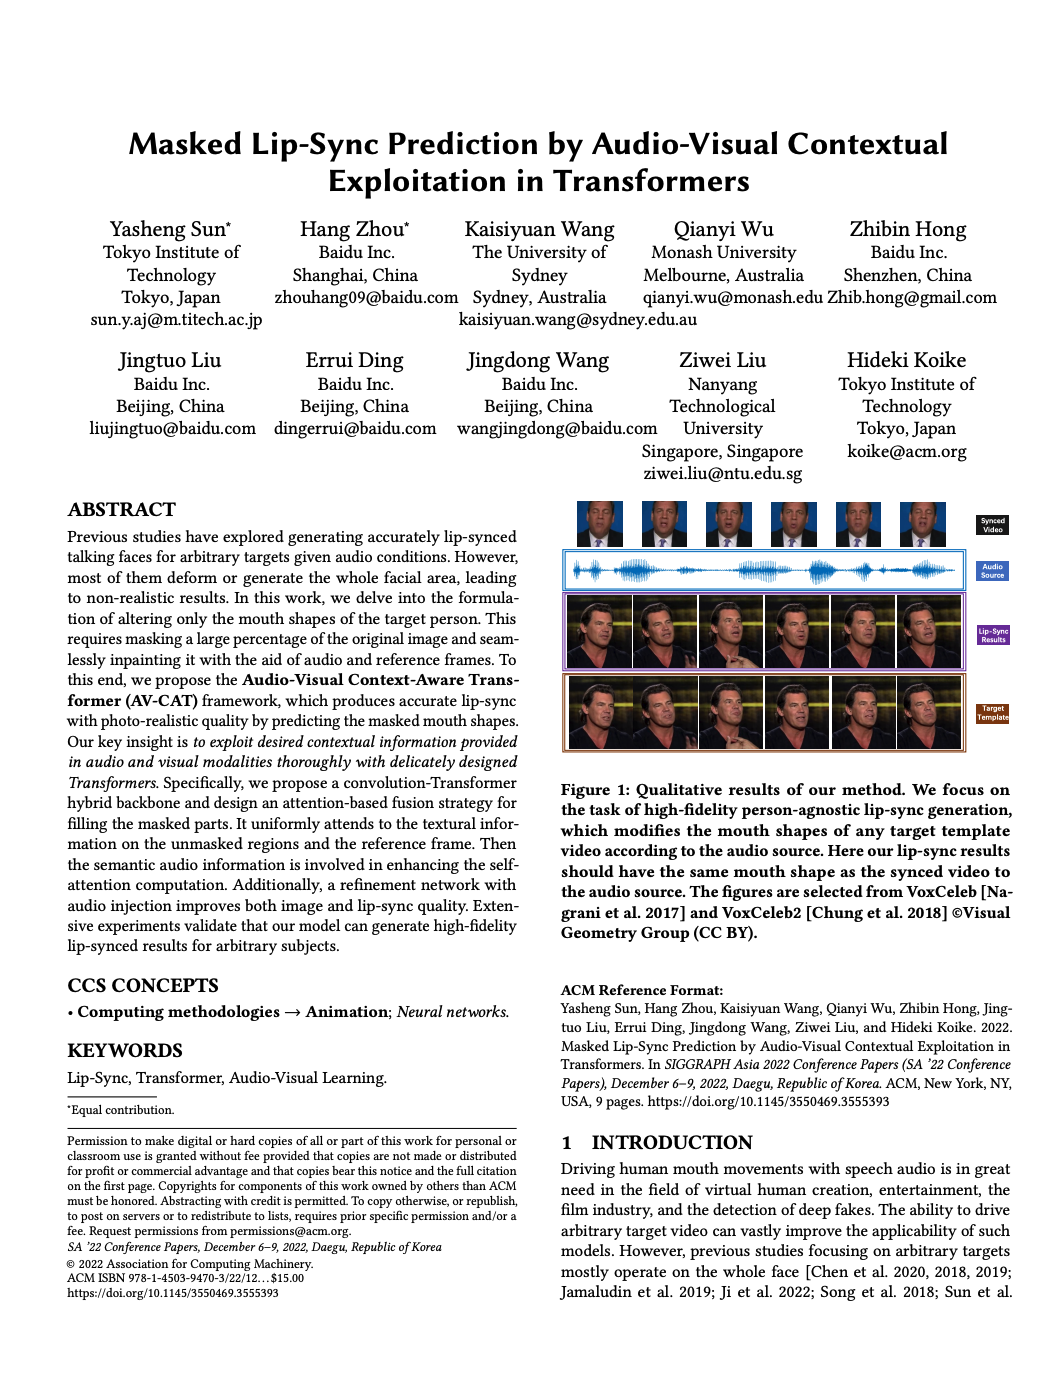 Masked Lip-Sync Prediction by Audio-Visual Contextual
Exploitation in Transformers
Yasheng Sun*
Tokyo Institute of
Technology
Tokyo, Japan
sun.y.aj@m.titech.ac.jp
Hang Zhou*
Baidu Inc.
Shanghai, China
zhouhang09@baidu.com
Kaisiyuan Wang
The University of
Sydney
Sydney, Australia
kaisiyuan.wang@sydney.edu.au
Qianyi Wu
Monash University
Melbourne, Australia
qianyi.wu@monash.edu
Zhibin Hong
Baidu Inc.
Shenzhen, China
Zhib.hong@gmail.com
Jingtuo Liu
Baidu Inc.
Beijing, China
liujingtuo@baidu.com
Errui Ding
Baidu Inc.
Beijing, China
dingerrui@baidu.com
Jingdong Wang
Baidu Inc.
Beijing, China
wangjingdong@baidu.com
Ziwei Liu
Nanyang
Technological
University
Singapore, Singapore
ziwei.liu@ntu.edu.sg
Hideki Koike
Tokyo Institute of
Technology
Tokyo, Japan
koike@acm.org
ABSTRACT
Previous studies have explored generating accurately lip-synced
talking faces for arbitrary targets given audio conditions. However,
most of them deform or generate the whole facial area, leading
to non-realistic results. In this work, we delve into the formula-
tion of altering only the mouth shapes of the target person. This
requires masking a large percentage of the original image and seam-
lessly inpainting it with the aid of audio and reference frames. To
this end, we propose the Audio-Visual Context-Aware Trans-
former (AV-CAT) framework, which produces accurate lip-sync
with photo-realistic quality by predicting the masked mouth shapes.
Our key insight is to exploit desired contextual information provided
in audio and visual modalities thoroughly with delicately designed
Transformers. Specifically, we propose a convolution-Transformer
hybrid backbone and design an attention-based fusion strategy for
filling the masked parts. It uniformly attends to the textural infor-
mation on the unmasked regions and the reference frame. Then
the semantic audio information is involved in enhancing the self-
attention computation. Additionally, a refinement network with
audio injection improves both image and lip-sync quality. Exten-
sive experiments validate that our model can generate high-fidelity
lip-synced results for arbitrary subjects.
CCS CONCEPTS
• Computing methodologies → Animation; Neural networks.
KEYWORDS
Lip-Sync, Transformer, Audio-Visual Learning.
*Equal contribution.
Permission to make digital or hard copies of all or part of this work for personal or
classroom use is granted without fee provided that copies are not made or distributed
for profit or commercial advantage and that copies bear this notice and the full citation
on the first page. Copyrights for components of this work owned by others than ACM
must be honored. Abstracting with credit is permitted. To copy otherwise, or republish,
to post on servers or to redistribute to lists, requires prior specific permission and/or a
fee. Request permissions from permissions@acm.org.
SA '22 Conference Papers, December 6–9, 2022, Daegu, Republic of Korea
© 2022 Association for Computing Machinery.
ACM ISBN 978-1-4503-9470-3/22/12...$15.00
https://doi.org/10.1145/3550469.3555393
Synced
Video
Audio
Source
Lip-Sync
Results
Target
Template
Figure 1: Qualitative results of our method. We focus on
the task of high-fidelity person-agnostic lip-sync generation,
which modifies the mouth shapes of any target template
video according to the audio source. Here our lip-sync results
should have the same mouth shape as the synced video to
the audio source. The figures are selected from VoxCeleb [Na-
grani et al. 2017] and VoxCeleb2 [Chung et al. 2018] ©Visual
Geometry Group (CC BY).
ACM Reference Format:
Yasheng Sun, Hang Zhou, Kaisiyuan Wang, Qianyi Wu, Zhibin Hong, Jing-
tuo Liu, Errui Ding, Jingdong Wang, Ziwei Liu, and Hideki Koike. 2022.
Masked Lip-Sync Prediction by Audio-Visual Contextual Exploitation in
Transformers. In SIGGRAPH Asia 2022 Conference Papers (SA '22 Conference
Papers), December 6–9, 2022, Daegu, Republic of Korea. ACM, New York, NY,
USA, 9 pages. https://doi.org/10.1145/3550469.3555393
1 INTRODUCTION
Driving human mouth movements with speech audio is in great
need in the field of virtual human creation, entertainment, the
film industry, and the detection of deep fakes. The ability to drive
arbitrary target video can vastly improve the applicability of such
models. However, previous studies focusing on arbitrary targets
mostly operate on the whole face [Chen et al. 2020, 2018, 2019;
Jamaludin et al. 2019; Ji et al. 2022; Song et al. 2018; Sun et al.